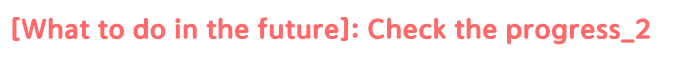 [What to do in the future]: Check the progress_2